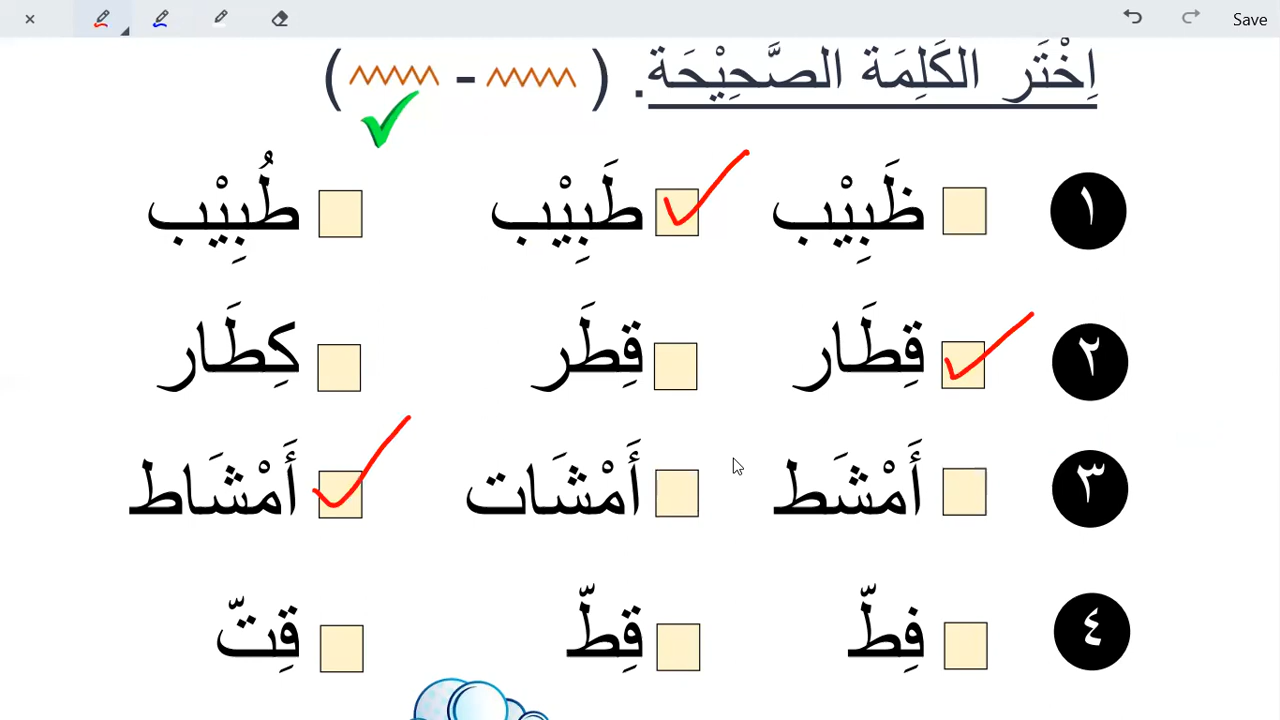 Save
اِخْتَر الكَلِمَة الصَّحِيْحَة. ( - )
١ ظَبِيْب طَبِيْب طُبِيْب
٢ قِطَار قِطَر كِطَار
٣ أَمْشَط أَمْشَات أَمْشَاط
٤ فِطّ قِطّ قِتّ